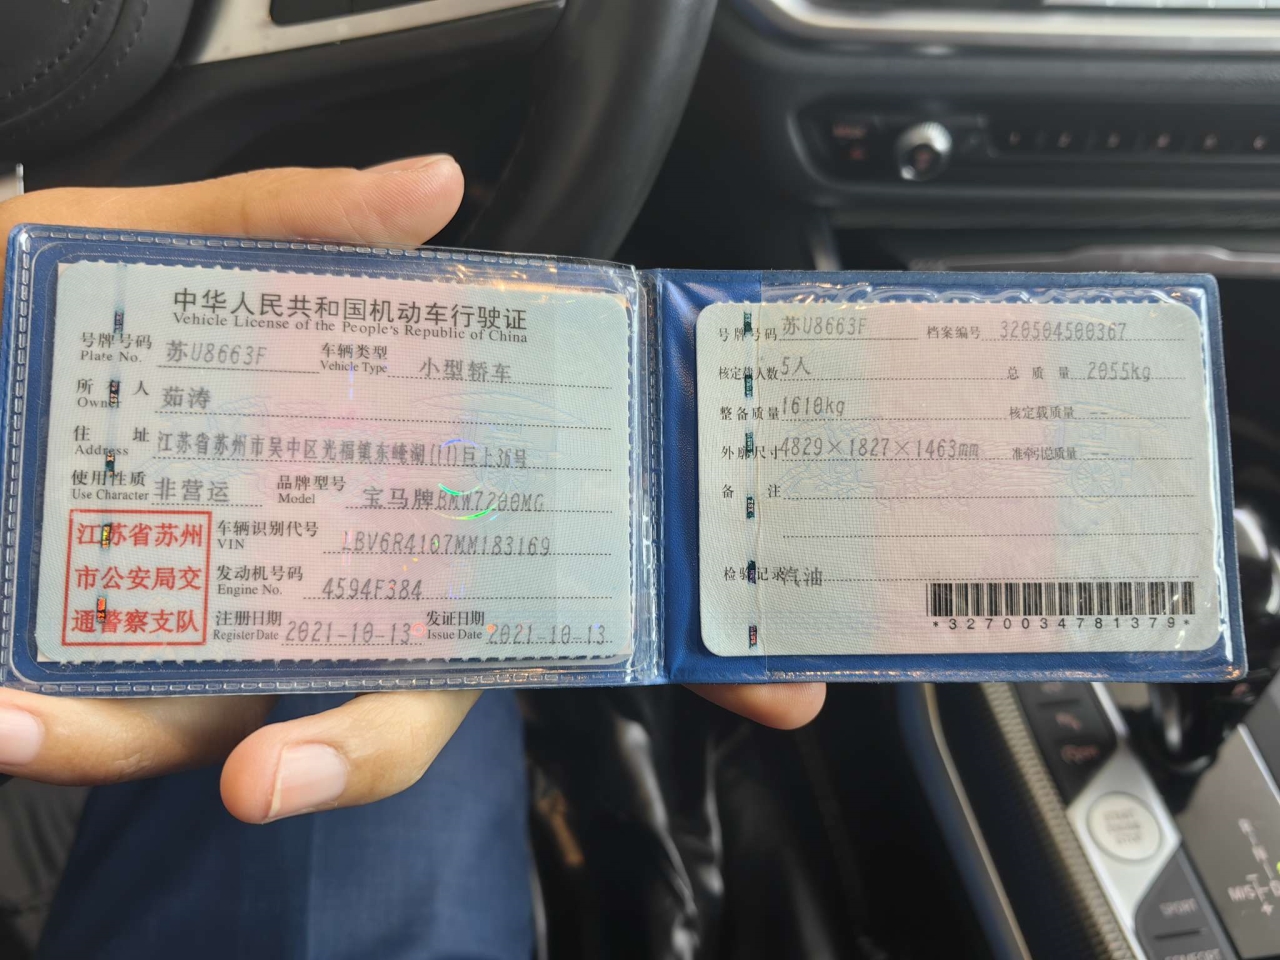 中华人民共和国机动车行驶证
Vehicle License of the People's Republic of China
号牌号码 苏U8663F 车辆类型 小型轿车
Plate No. Vehicle Type
所有人 茹涛
Owner
住址 江苏省苏州市吴中区光福镇东崦湖(11)巨上36号
Address
使用性质 非营运 品牌型号 宝马牌BMW7200MG
Use Character Model
江苏省苏州
市公安局交
通警察支队
车辆识别代号 LBV6R4107MM183169
VIN
发动机号码 4594F384
Engine No.
注册日期 2021-10-13 发证日期 2021-10-13
Register Date Issue Date
号牌号码 苏U8663F 档案编号 320504500367
核定载人数 5人 总质量 2055kg
整备质量 1610kg 核定载质量 --
外廓尺寸 4829×1827×1463mm 准牵引总质量 --
备注
检验记录 汽油
*3270034781379*
START
STOP
SPORT
COMFORT
R
N
M/S
D